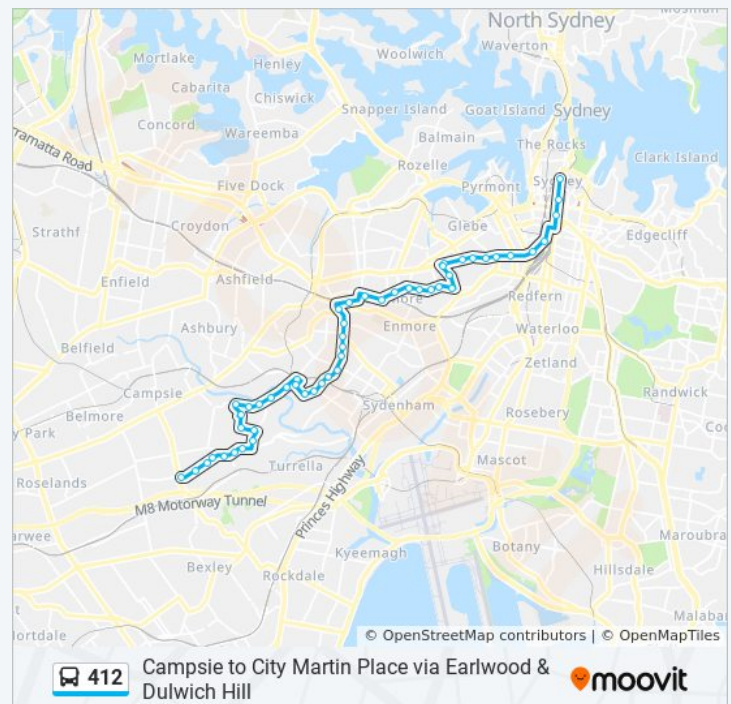 Mosman
North Sydney
Waverton
Mortlake
Henley
Woolwich
Cabarita
Chiswick
Snapper Island
Goat Island
Sydney
Concord
Wareemba
Balmain
The Rocks
rramatta Road
Rozelle
Clark Island
Five Dock
Pyrmont
Sydney
Strathf
Croydon
Glebe
Edgecliff
Enfield
Ashfield
more
Redfern
Ashbury
Enmore
Waterloo
Belfield
Zetland
Campsie
Randwick
Belmore
Sydenham
Rosebery
y Park
Coo
Roselands
Turrella
Mascot
M8 Motorway Tunnel
Princes Highway
arwee
Kyeemagh
Botany
Maroubra
Bexley
Rockdale
Hillsdale
Malabar
ortdale
© OpenStreetMap contributors | © OpenMapTiles
412
Campsie to City Martin Place via Earlwood &
Dulwich Hill
moovit